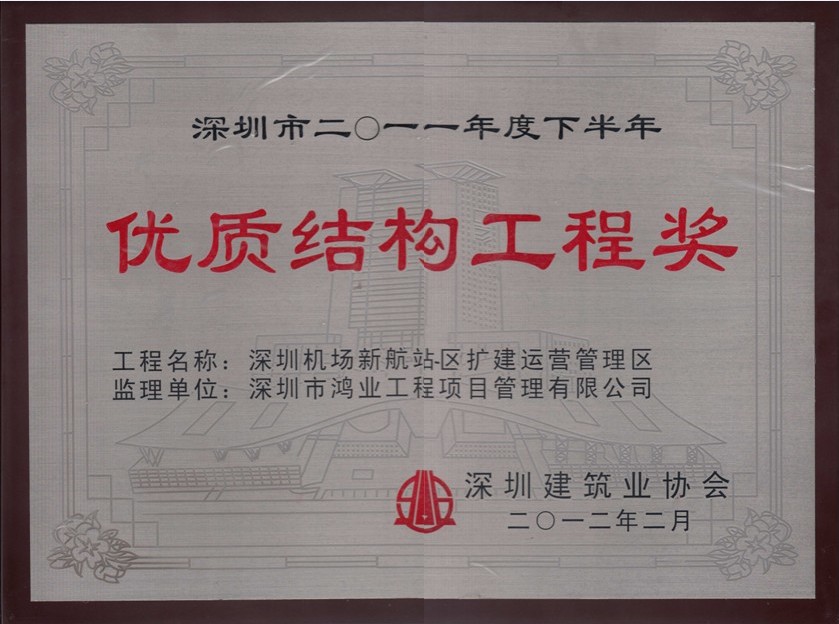 深圳市二〇一一年度下半年
优质结构工程奖
工程名称：深圳机场新航站区扩建运营管理区
监理单位：深圳市鸿业工程项目管理有限公司
深圳建筑业协会
二〇一二年二月